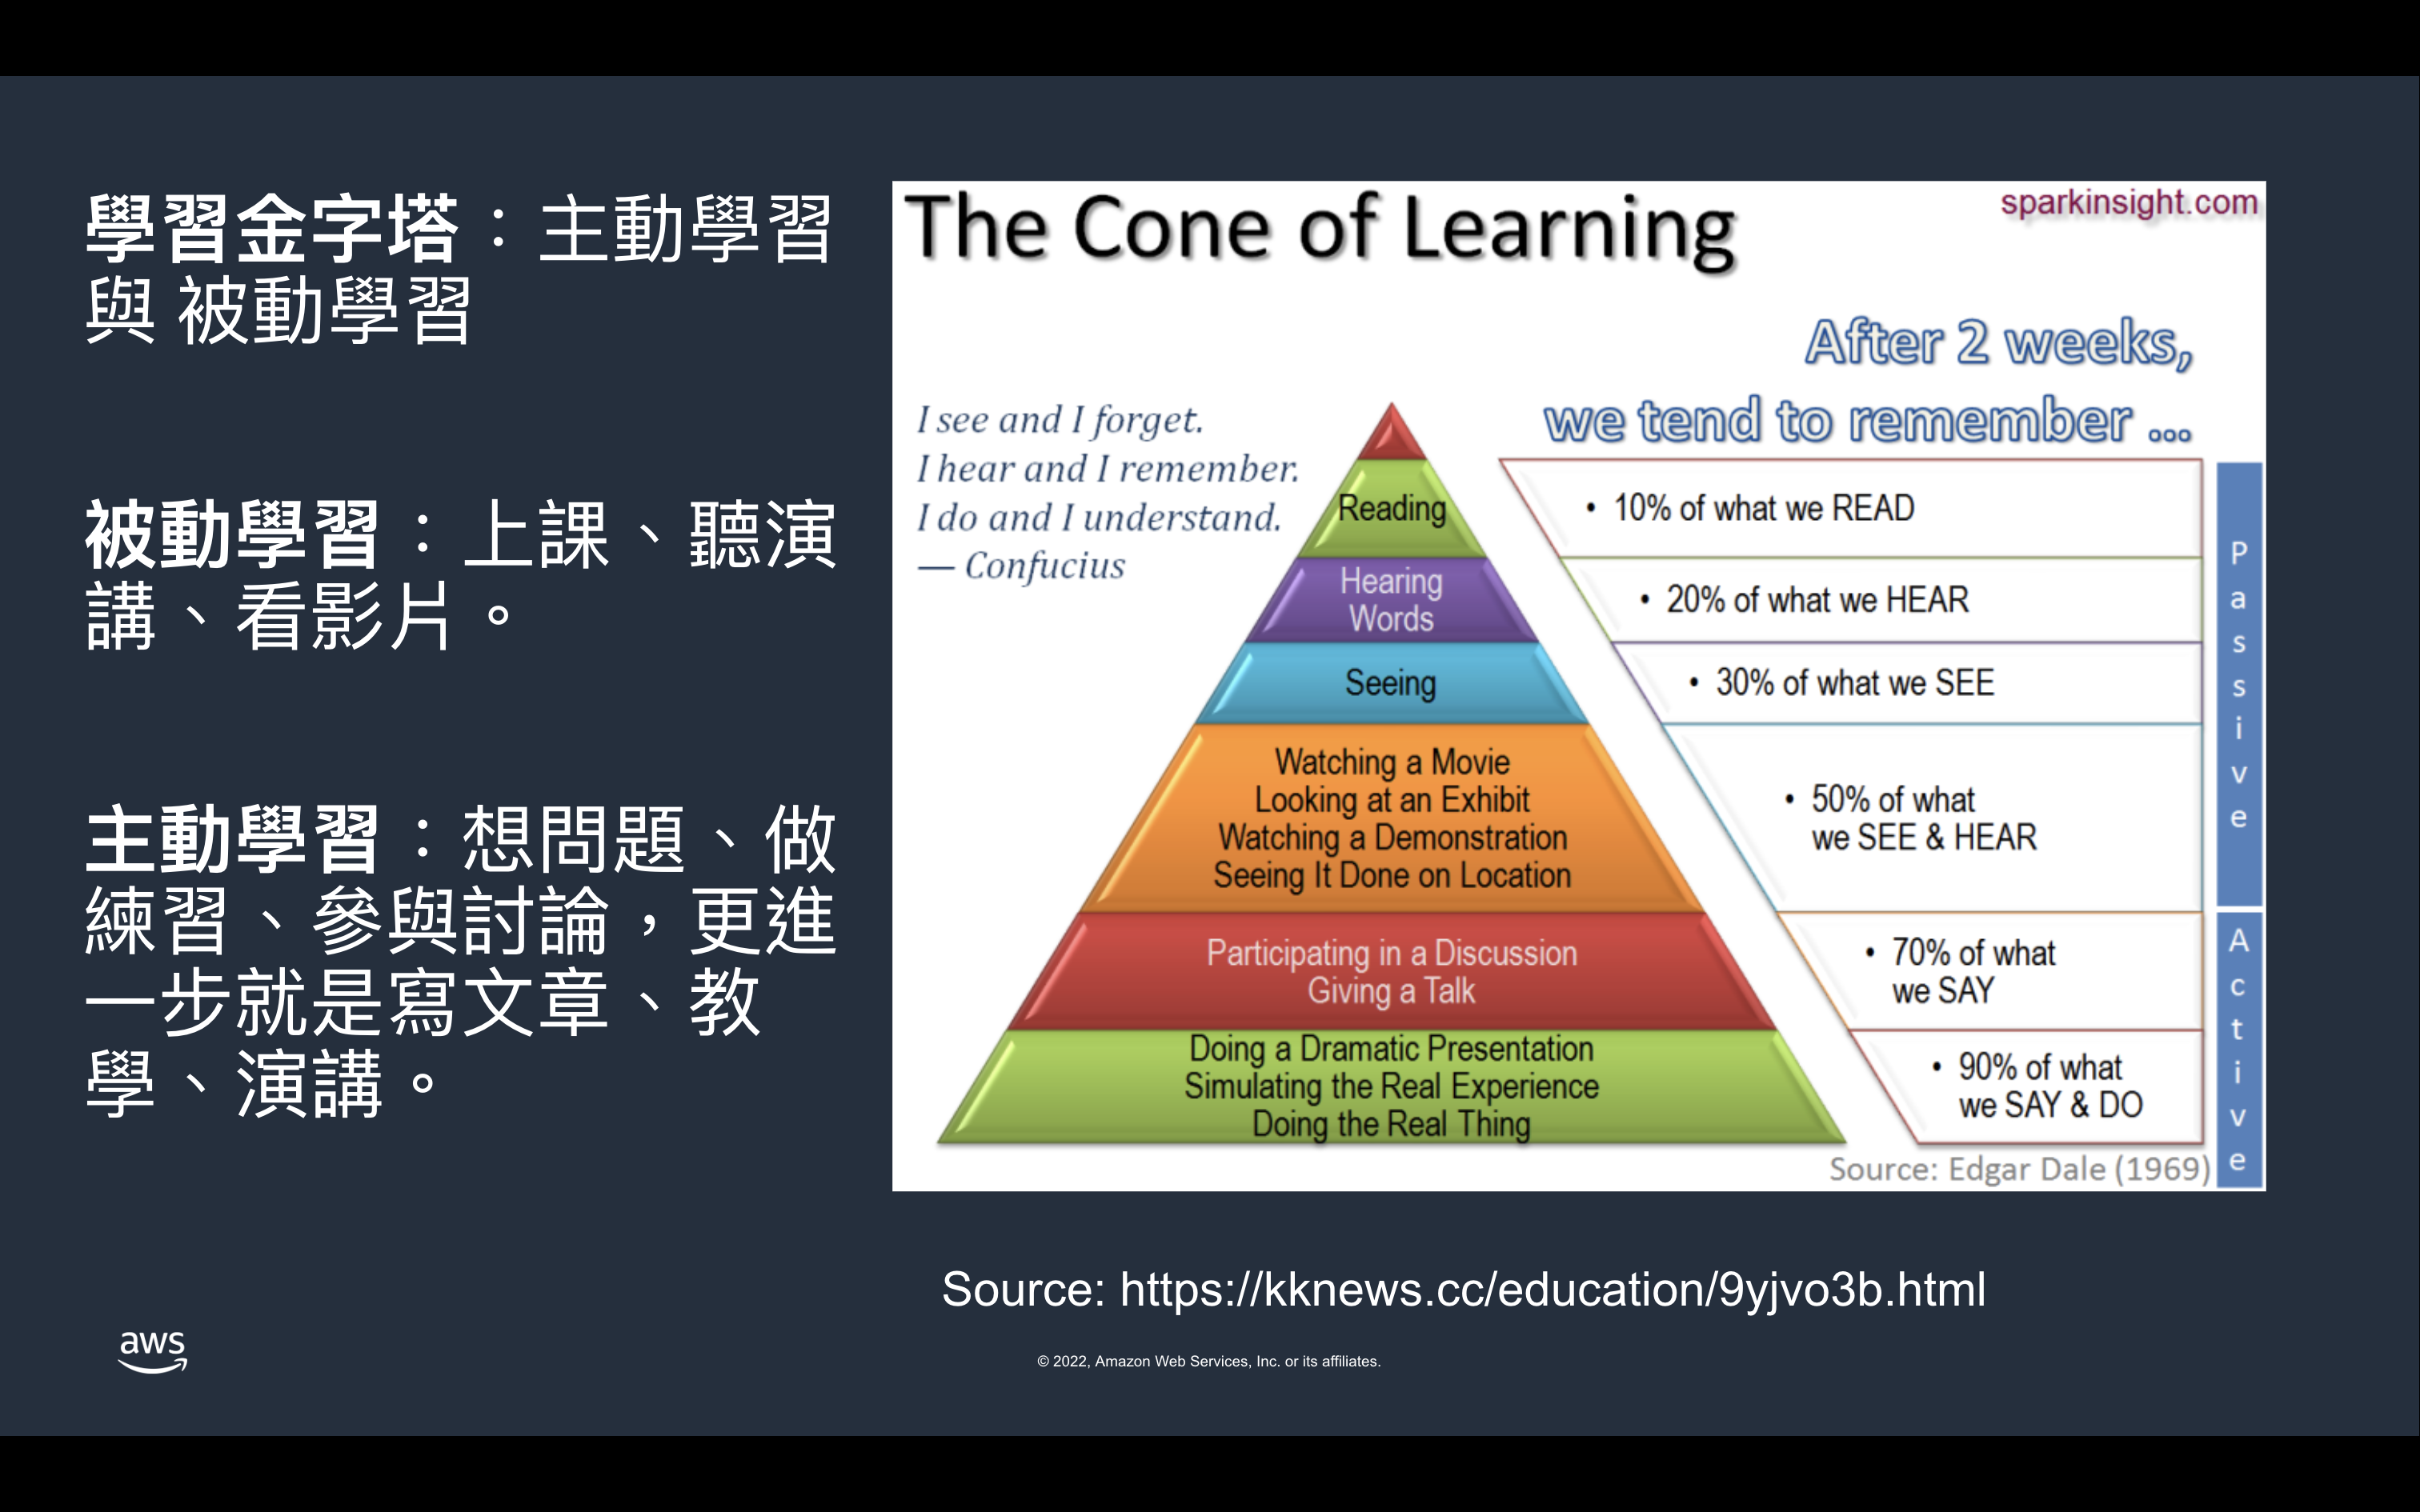 學習金字塔：主動學習
與 被動學習
被動學習：上課、聽演
講、看影片。
主動學習：想問題、做
練習、參與討論，更進
一步就是寫文章、教
學、演講。
The Cone of Learning
sparkinsight.com
After 2 weeks,
we tend to remember ...
I see and I forget.
I hear and I remember.
I do and I understand.
— Confucius
Reading
• 10% of what we READ
Hearing
Words
• 20% of what we HEAR
Seeing
• 30% of what we SEE
Watching a Movie
Looking at an Exhibit
Watching a Demonstration
Seeing It Done on Location
• 50% of what
we SEE & HEAR
Participating in a Discussion
Giving a Talk
• 70% of what
we SAY
Doing a Dramatic Presentation
Simulating the Real Experience
Doing the Real Thing
• 90% of what
we SAY & DO
Passive
Active
Source: Edgar Dale (1969)
Source: https://kknews.cc/education/9yjvo3b.html
aws
© 2022, Amazon Web Services, Inc. or its affiliates.